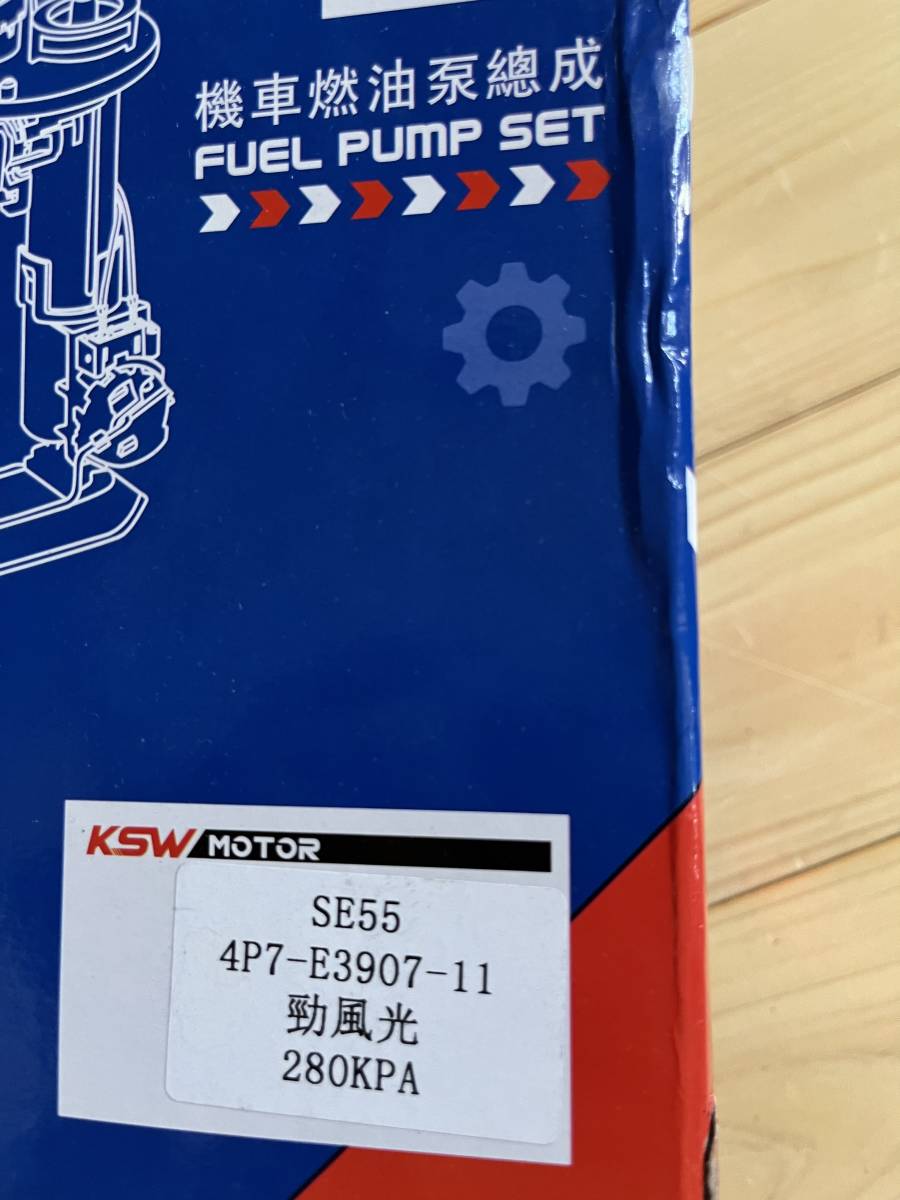 機車燃油泵總成
FUEL PUMP SET
KSW MOTOR
SE55
4P7-E3907-11
勁風光
280KPA